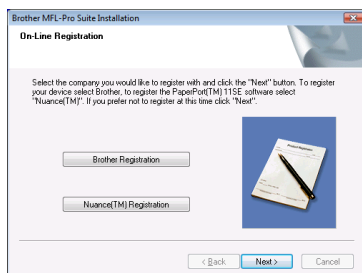 Brother MFL-Pro Suite Installation
On-Line Registration
Select the company you would like to register with and click the "Next" button. To register
your device select Brother, to register the PaperPort(TM) 11SE software select
"Nuance(TM)". If you prefer not to register at this time click "Next".
Brother Registration
Nuance(TM) Registration
< Back
Next >
Cancel